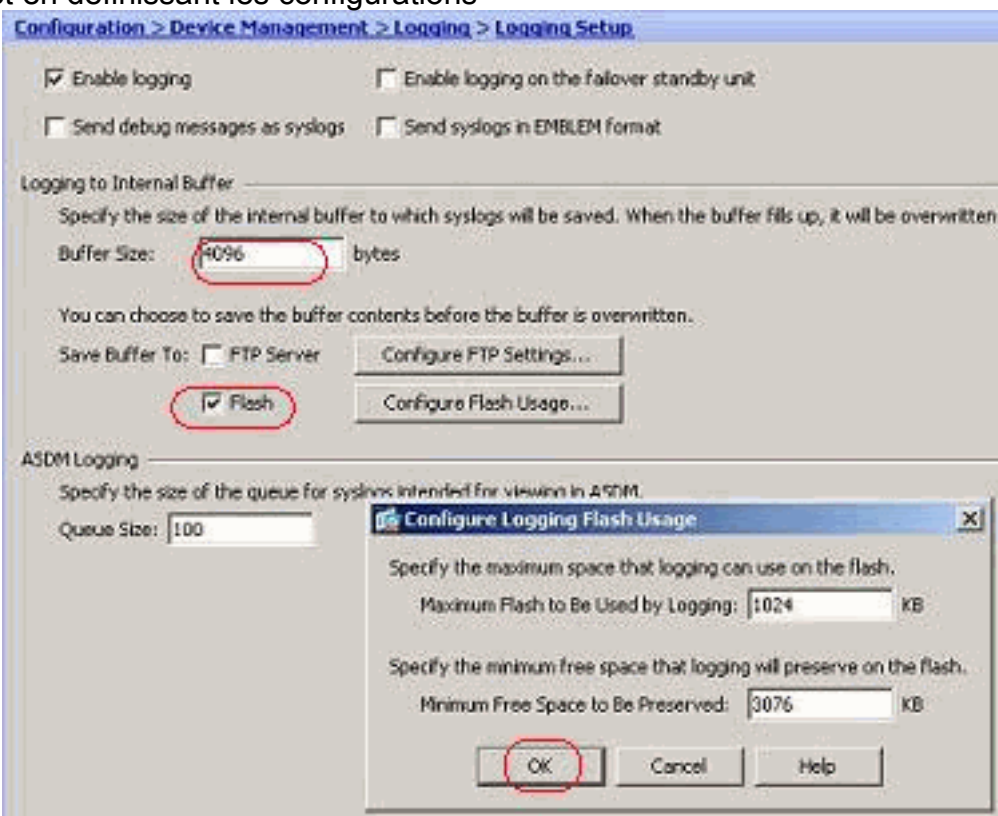 et en définissant les configurations
Configuration > Device Management > Logging > Logging Setup
Enable logging
Enable logging on the failover standby unit
Send debug messages as syslogs
Send syslogs in EMBLEM format
Logging to Internal Buffer
Specify the size of the internal buffer to which syslogs will be saved. When the buffer fills up, it will be overwritten
Buffer Size: 4096 bytes
You can choose to save the buffer contents before the buffer is overwritten.
Save Buffer To: FTP Server Configure FTP Settings...
Flash Configure Flash Usage...
ASDM Logging
Specify the size of the queue for syslogs intended for viewing in ASDM.
Queue Size: 100
Configure Logging Flash Usage
Specify the maximum space that logging can use on the flash.
Maximum Flash to Be Used by Logging: 1024 KB
Specify the minimum free space that logging will preserve on the flash.
Minimum Free Space to Be Preserved: 3076 KB
OK Cancel Help